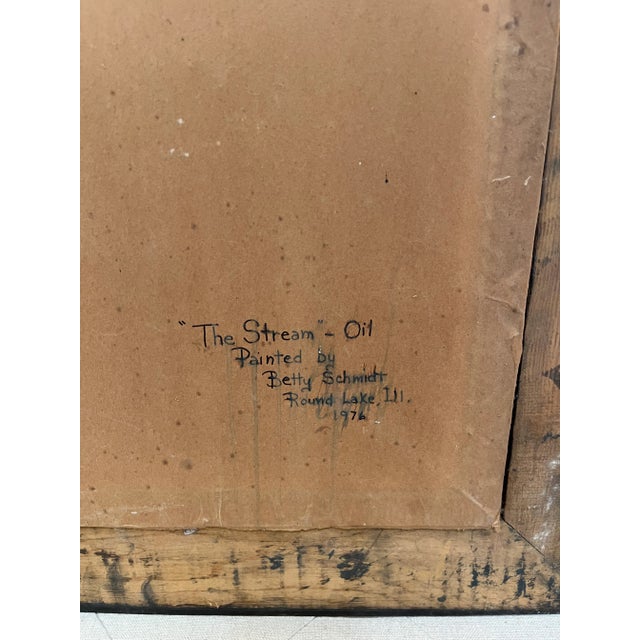 "The Stream" - Oil
Painted by
Betty Schmidt
Round Lake, Ill.
1976